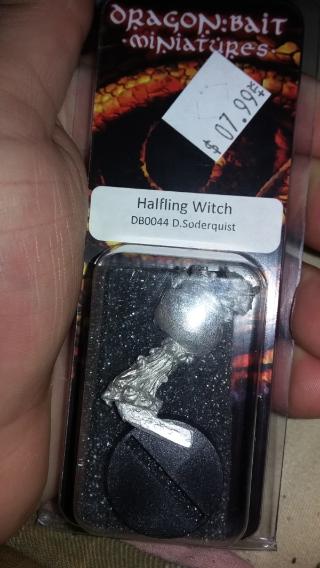 DRAGON:BAIT
·MINIATURES·
$ 07.99
Halfling Witch
DB0044 D.Soderquist